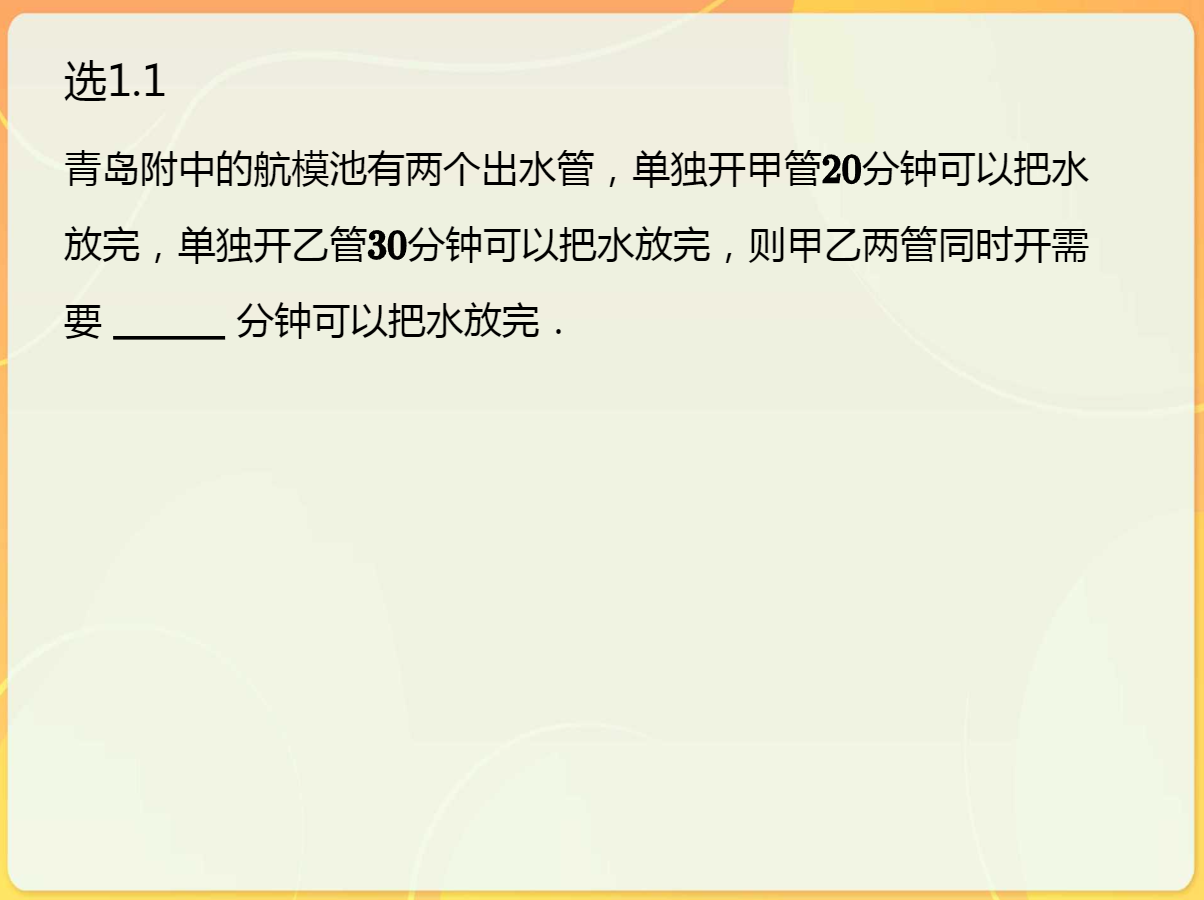 选1.1
青岛附中的航模池有两个出水管，单独开甲管20分钟可以把水
放完，单独开乙管30分钟可以把水放完，则甲乙两管同时开需
要 ______ 分钟可以把水放完．